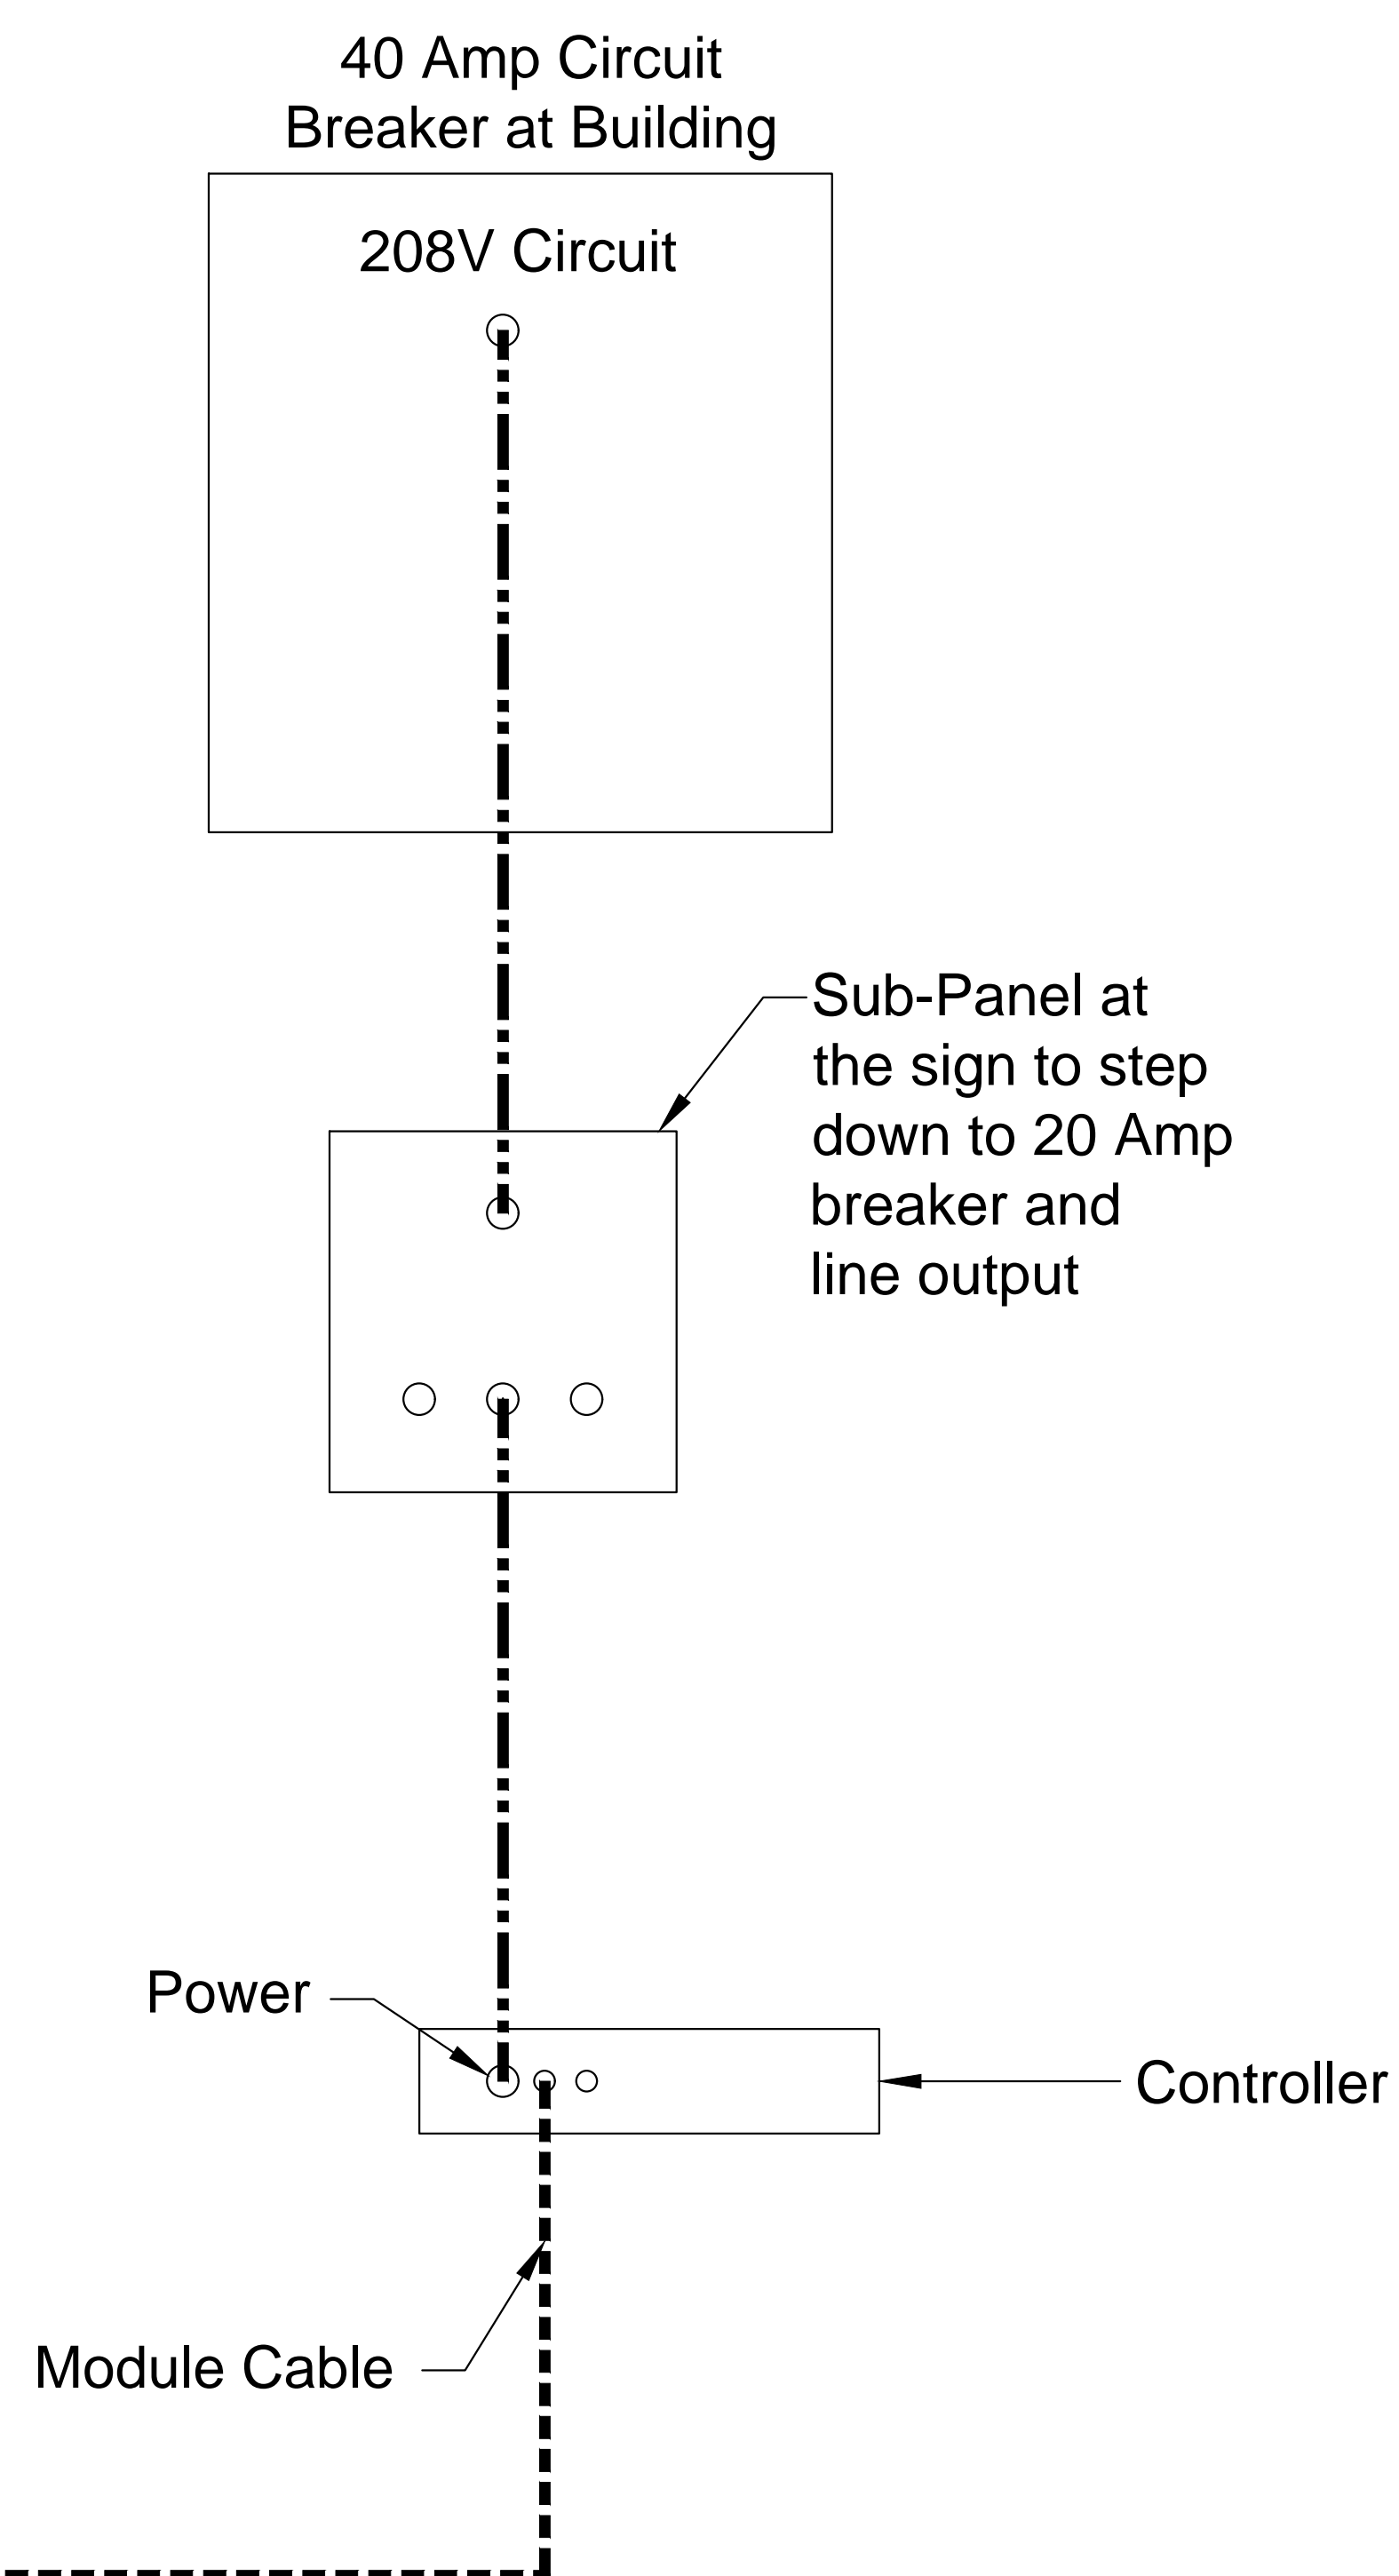 40 Amp Circuit
Breaker at Building
208V Circuit
Sub-Panel at
the sign to step
down to 20 Amp
breaker and
line output
Power
Controller
Module Cable